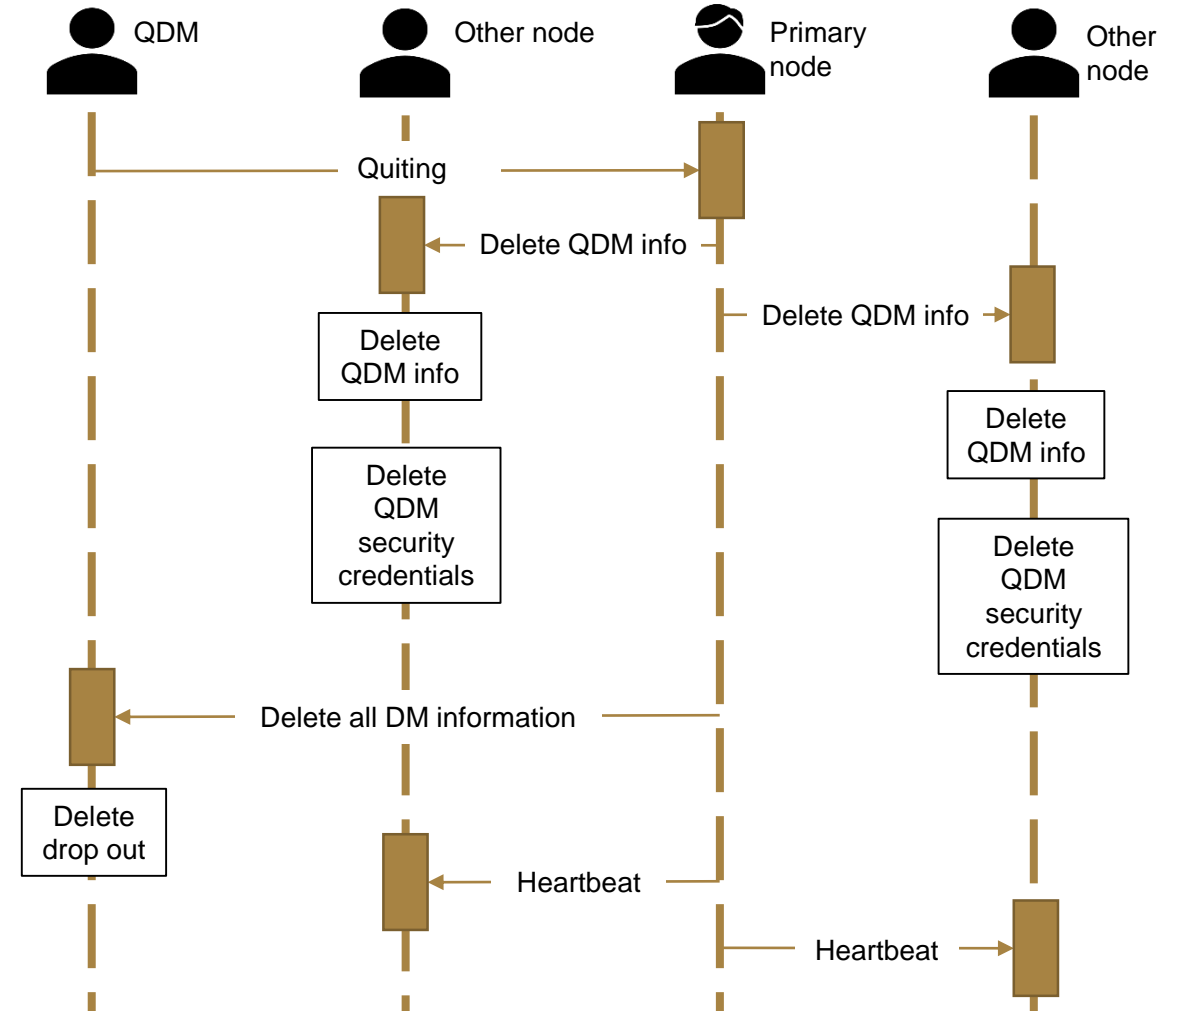 QDM
Other node
Primary
node
Other
node
Quiting
Delete QDM info
Delete QDM info
Delete
QDM info
Delete
QDM info
Delete
QDM
security
credentials
Delete
QDM
security
credentials
Delete all DM information
Delete
drop out
Heartbeat
Heartbeat